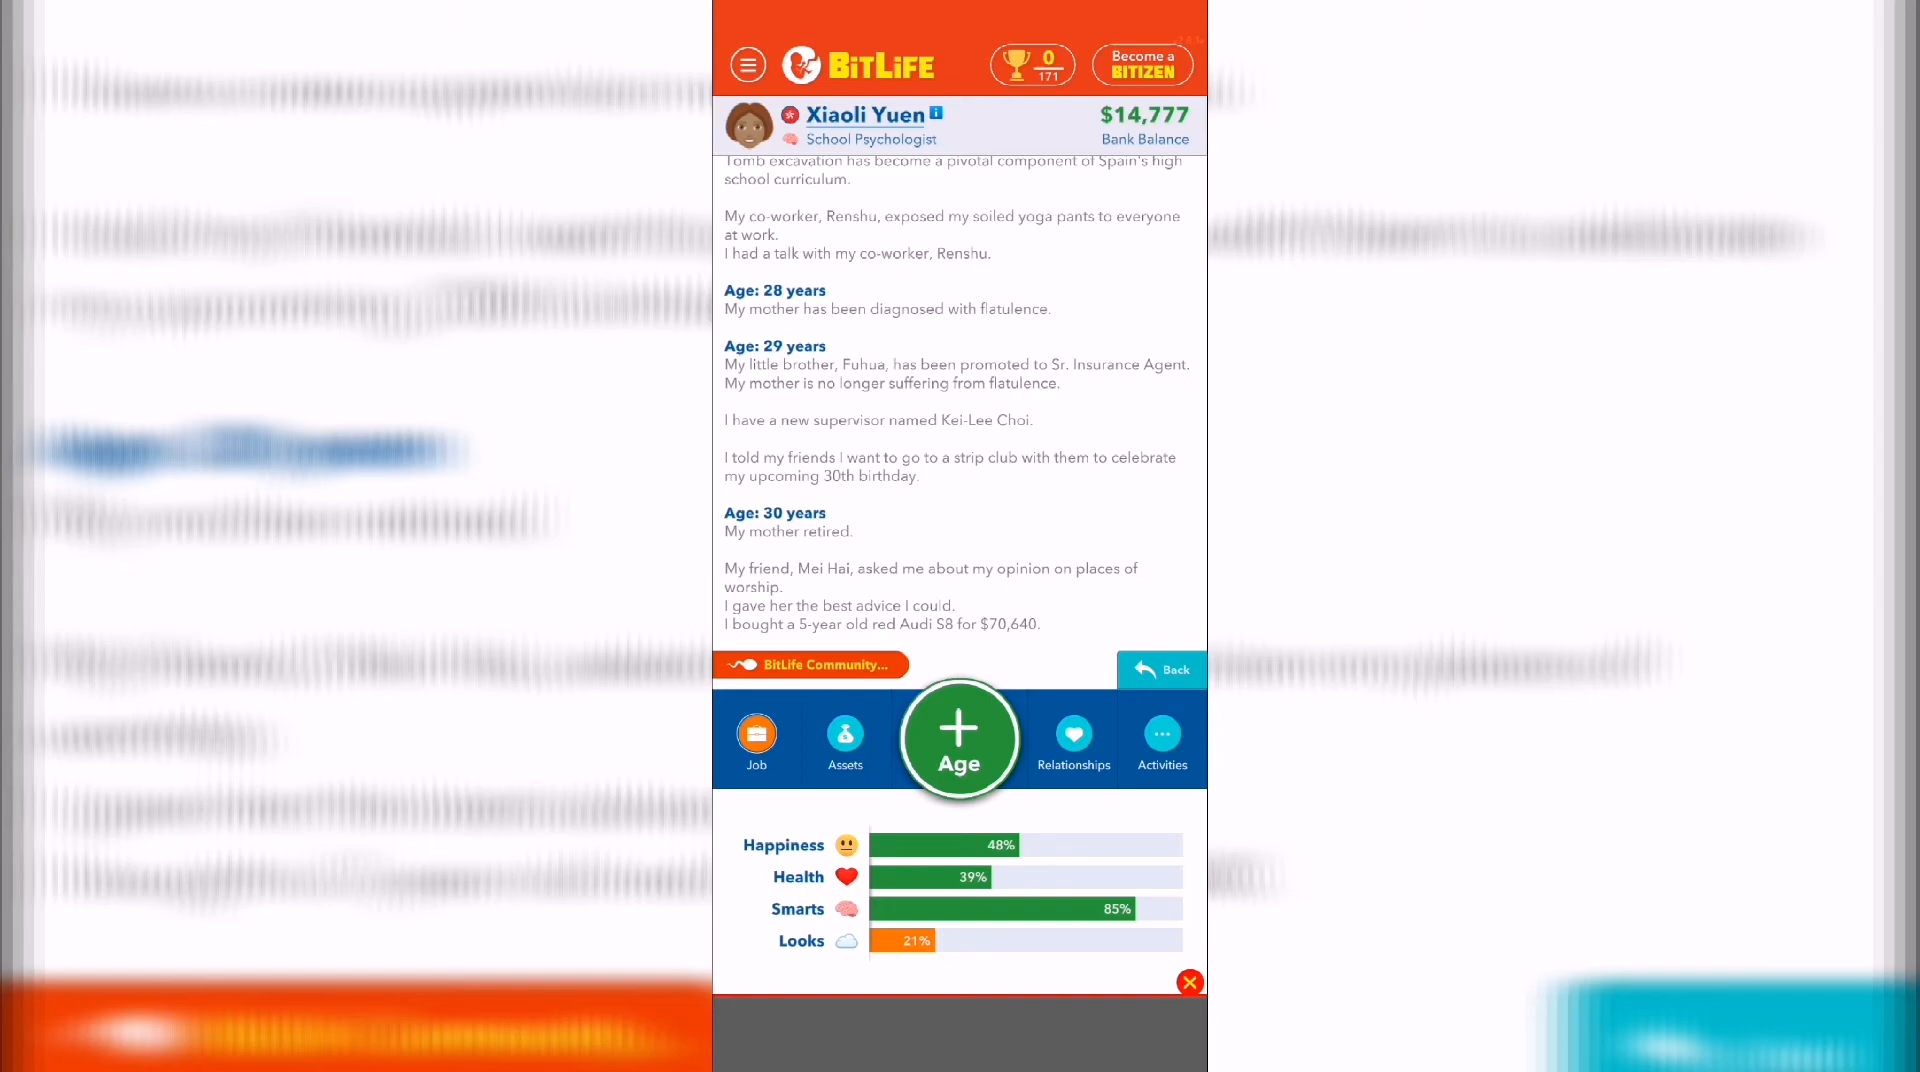 BitLife
0
171
Become a
BITIZEN
Xiaoli Yuen
$14,777
School Psychologist
Bank Balance
Tomb excavation has become a pivotal component of Spain's high
school curriculum.
My co-worker, Renshu, exposed my soiled yoga pants to everyone
at work.
I had a talk with my co-worker, Renshu.
Age: 28 years
My mother has been diagnosed with flatulence.
Age: 29 years
My little brother, Fuhua, has been promoted to Sr. Insurance Agent.
My mother is no longer suffering from flatulence.
I have a new supervisor named Kei-Lee Choi.
I told my friends I want to go to a strip club with them to celebrate
my upcoming 30th birthday.
Age: 30 years
My mother retired.
My friend, Mei Hai, asked me about my opinion on places of
worship.
I gave her the best advice I could.
I bought a 5-year old red Audi S8 for $70,640.
BitLife Community...
Back
Job
Assets
Age
Relationships
Activities
Happiness
48%
Health
39%
Smarts
85%
Looks
21%